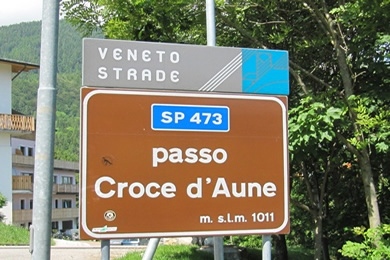 VENETO
STRADE
SP 473
passo
Croce d'Aune
m. s.l.m. 1011